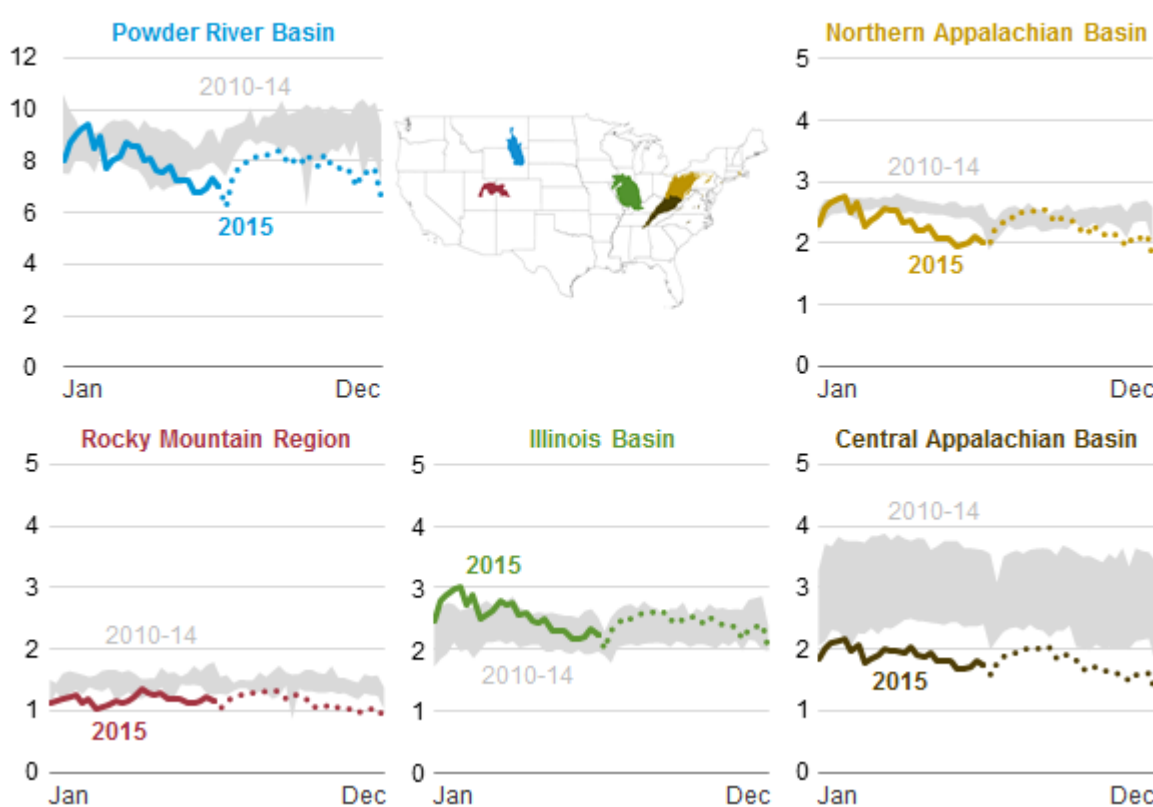 Powder River Basin
12
10
8
6
4
2
0
2010-14
2015
Jan
Dec
Northern Appalachian Basin
5
4
3
2
1
0
2010-14
2015
Jan
Dec
Rocky Mountain Region
5
4
3
2
1
0
2010-14
2015
Jan
Dec
Illinois Basin
5
4
3
2
1
0
2015
2010-14
Jan
Dec
Central Appalachian Basin
5
4
3
2
1
0
2010-14
2015
Jan
Dec